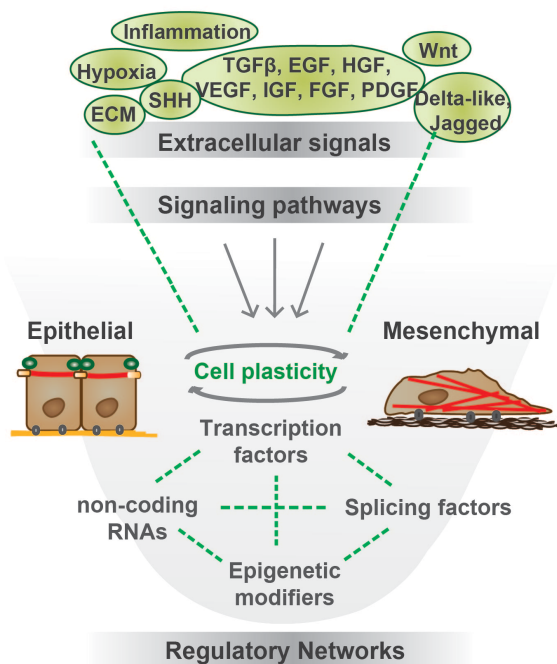 Inflammation
Wnt
Hypoxia
TGFβ, EGF, HGF,
VEGF, IGF, FGF, PDGF
SHH
ECM
Delta-like,
Jagged
Extracellular signals
Signaling pathways
Epithelial
Mesenchymal
Cell plasticity
Transcription
factors
non-coding
RNAs
Splicing factors
Epigenetic
modifiers
Regulatory Networks